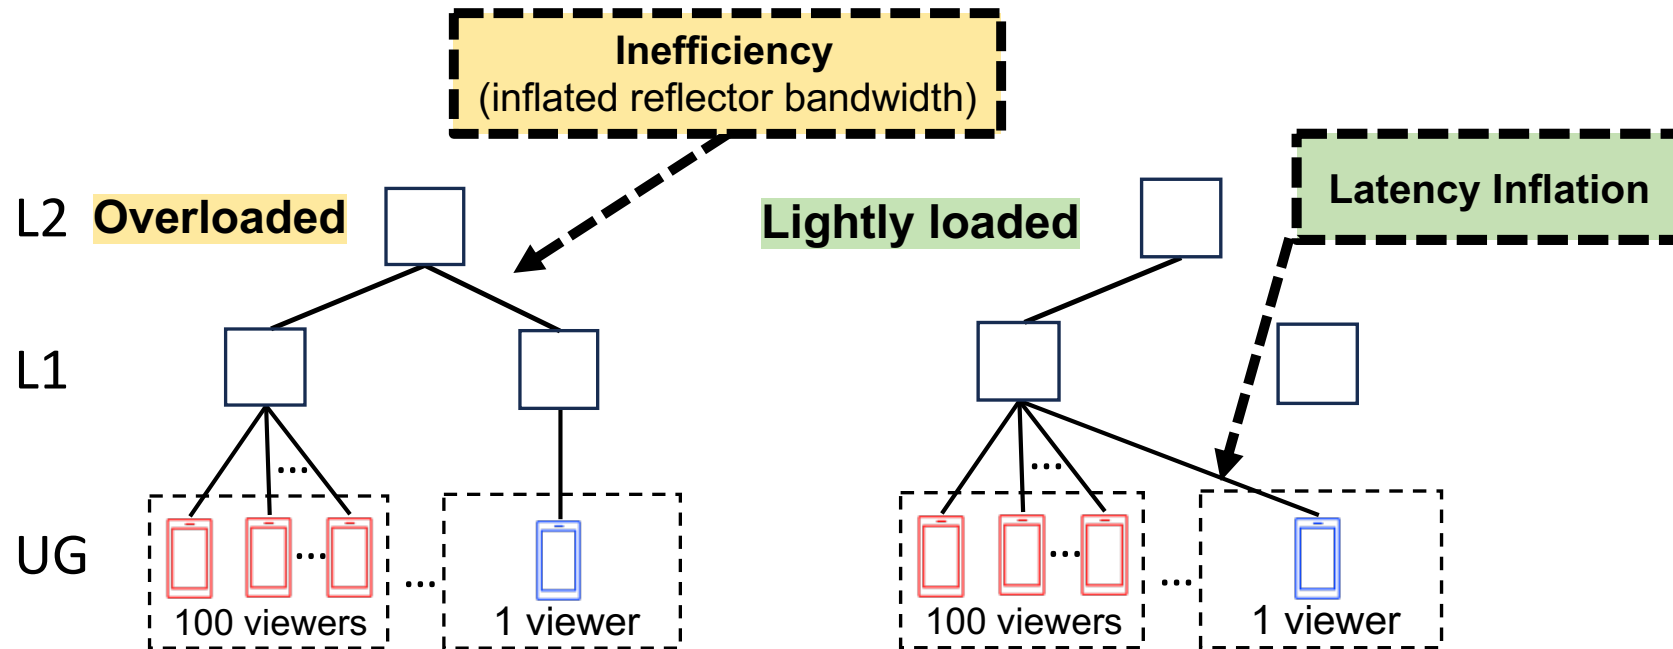 Inefficiency
(inflated reflector bandwidth)
Latency Inflation
L2 Overloaded
Lightly loaded
L1
...
...
UG
...
...
...
...
100 viewers
1 viewer
100 viewers
1 viewer